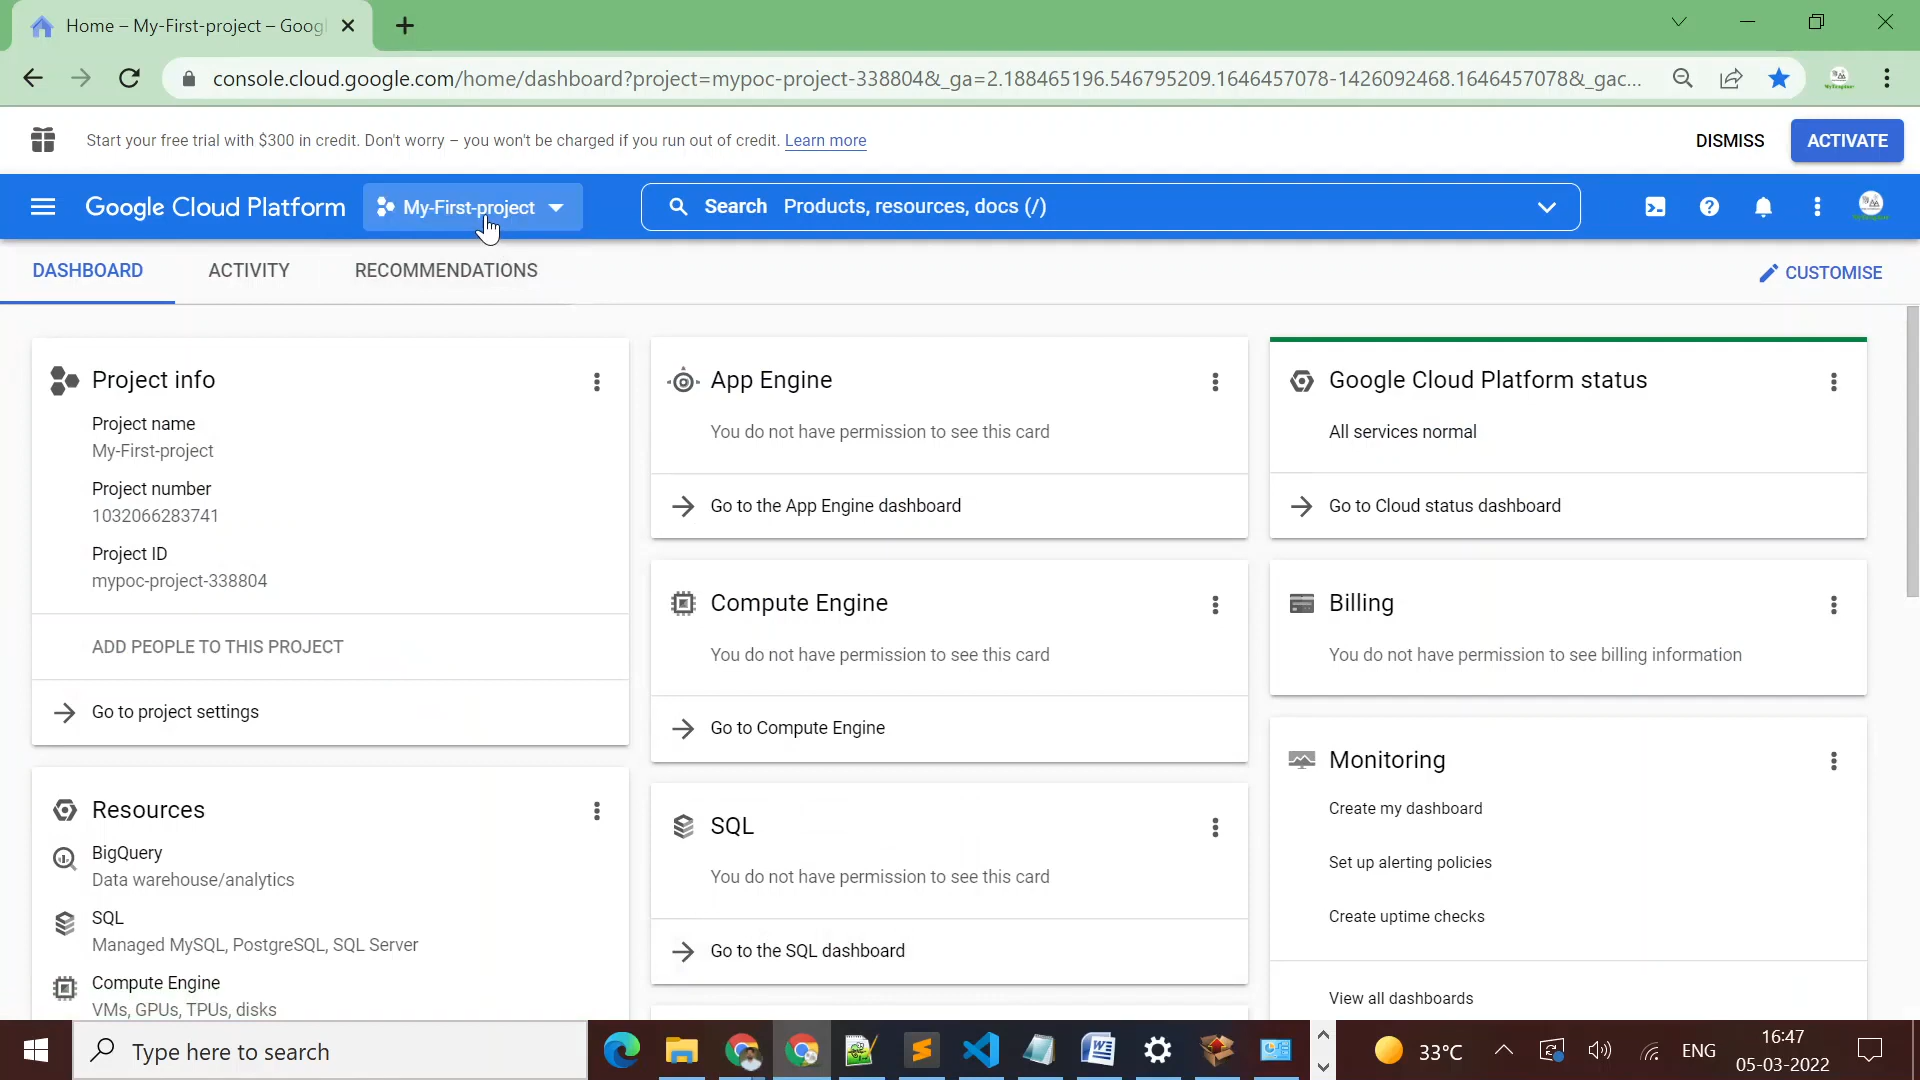 Home – My-First-project – Goog
console.cloud.google.com/home/dashboard?project=mypoc-project-338804&_ga=2.188465196.546795209.1646457078-1426092468.1646457078&_gac...
Start your free trial with $300 in credit. Don't worry – you won't be charged if you run out of credit. Learn more
DISMISS
ACTIVATE
Google Cloud Platform
My-First-project
Search Products, resources, docs (/)
DASHBOARD
ACTIVITY
RECOMMENDATIONS
CUSTOMISE
Project info
Project name
My-First-project
Project number
1032066283741
Project ID
mypoc-project-338804
ADD PEOPLE TO THIS PROJECT
Go to project settings
Resources
BigQuery
Data warehouse/analytics
SQL
Managed MySQL, PostgreSQL, SQL Server
Compute Engine
VMs, GPUs, TPUs, disks
App Engine
You do not have permission to see this card
Go to the App Engine dashboard
Compute Engine
You do not have permission to see this card
Go to Compute Engine
SQL
You do not have permission to see this card
Go to the SQL dashboard
Google Cloud Platform status
All services normal
Go to Cloud status dashboard
Billing
You do not have permission to see billing information
Monitoring
Create my dashboard
Set up alerting policies
Create uptime checks
View all dashboards
Type here to search
33°C
ENG
16:47
05-03-2022